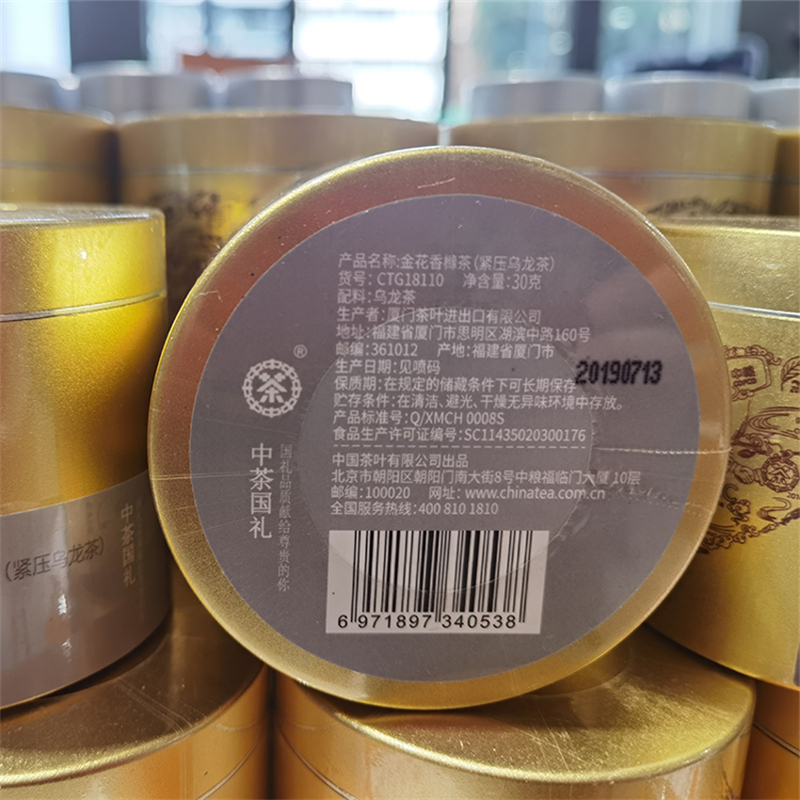 产品名称:金花香橼茶(紧压乌龙茶)
货号:CTG18110 净含量:30克
配料:乌龙茶
生产者:厦门茶叶进出口有限公司
地址:福建省厦门市思明区湖滨中路160号
邮编:361012 产地:福建省厦门市
生产日期:见喷码
20190713
保质期:在规定的储藏条件下可长期保存
贮存条件:在清洁、避光、干燥无异味环境中存放。
产品标准号:Q/XMCH 0008S
食品生产许可证编号:SC11435020300176
中国茶叶有限公司出品
北京市朝阳区朝阳门南大街8号中粮福临门大厦 10层
邮编:100020 网址:www.chinatea.com.cn
全国服务热线:400 810 1810
6 971897 340538
茶
®
中茶国礼
国礼品质献给尊贵的你
中茶国礼
(紧压乌龙茶)